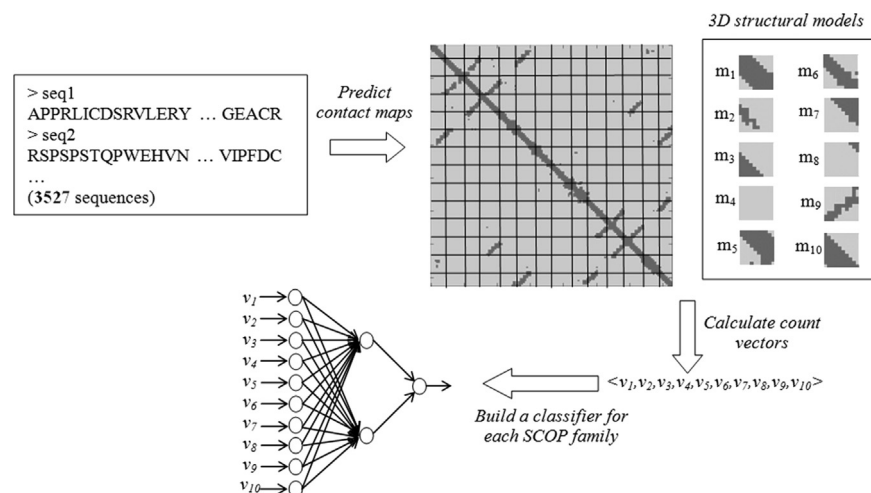 > seq1
APPRLICDSRVLERY … GEACR
> seq2
RSPSPSTQPWEHVN … VIPFDC
…
(3527 sequences)
Predict
contact maps
3D structural models
m1
m6
m2
m7
m3
m8
m4
m9
m5
m10
Calculate count
vectors
<v1,v2,v3,v4,v5,v6,v7,v8,v9,v10>
Build a classifier for
each SCOP family
v1
v2
v3
v4
v5
v6
v7
v8
v9
v10